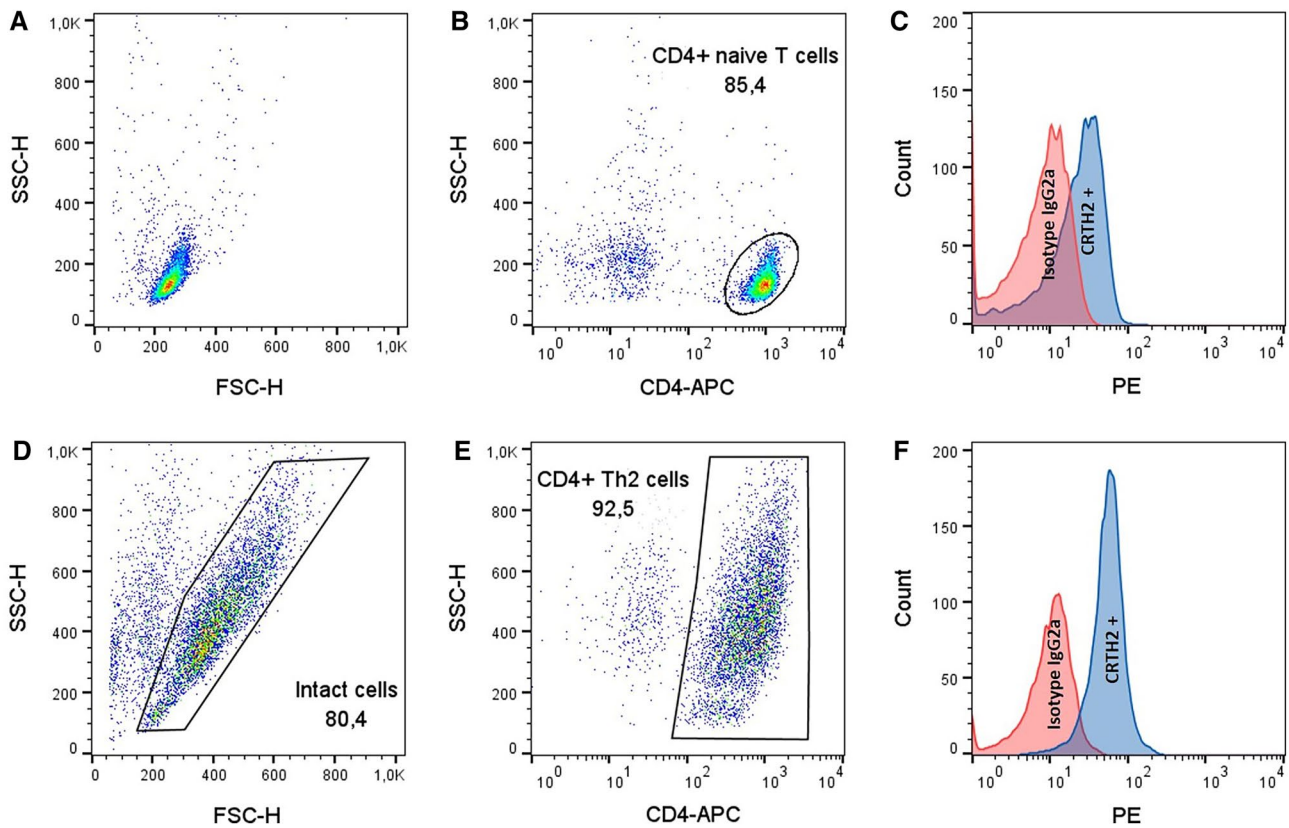 A
1,0K
800
600
400
200
0
SSC-H
0 200 400 600 800 1,0K
FSC-H
B
1,0K
800
600
400
200
0
SSC-H
CD4+ naive T cells
85,4
10^0 10^1 10^2 10^3 10^4
CD4-APC
C
200
150
100
50
0
Count
Isotype IgG2a
CRTH2 +
10^0 10^1 10^2 10^3 10^4
PE
D
1,0K
800
600
400
200
0
SSC-H
Intact cells
80,4
0 200 400 600 800 1,0K
FSC-H
E
1,0K
800
600
400
200
0
SSC-H
CD4+ Th2 cells
92,5
10^0 10^1 10^2 10^3 10^4
CD4-APC
F
200
150
100
50
0
Count
Isotype IgG2a
CRTH2 +
10^0 10^1 10^2 10^3 10^4
PE